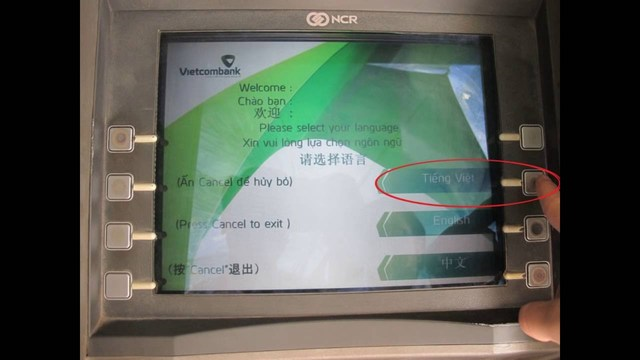 NCR
Vietcombank
Welcome :
Chào bạn :
欢迎 :
Please select your language
Xin vui lòng lựa chọn ngôn ngữ
请选择语言
(Ấn Cancel để hủy bỏ)
Tiếng Việt
(Press Cancel to exit )
English
(按"Cancel"退出)
中文